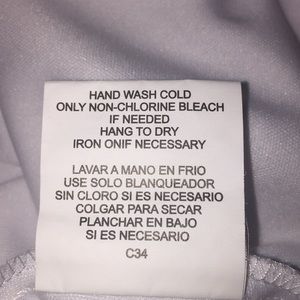 HAND WASH COLD
ONLY NON-CHLORINE BLEACH
IF NEEDED
HANG TO DRY
IRON ONIF NECESSARY
LAVAR A MANO EN FRIO
USE SOLO BLANQUEADOR
SIN CLORO SI ES NECESARIO
COLGAR PARA SECAR
PLANCHAR EN BAJO
SI ES NECESARIO
C34